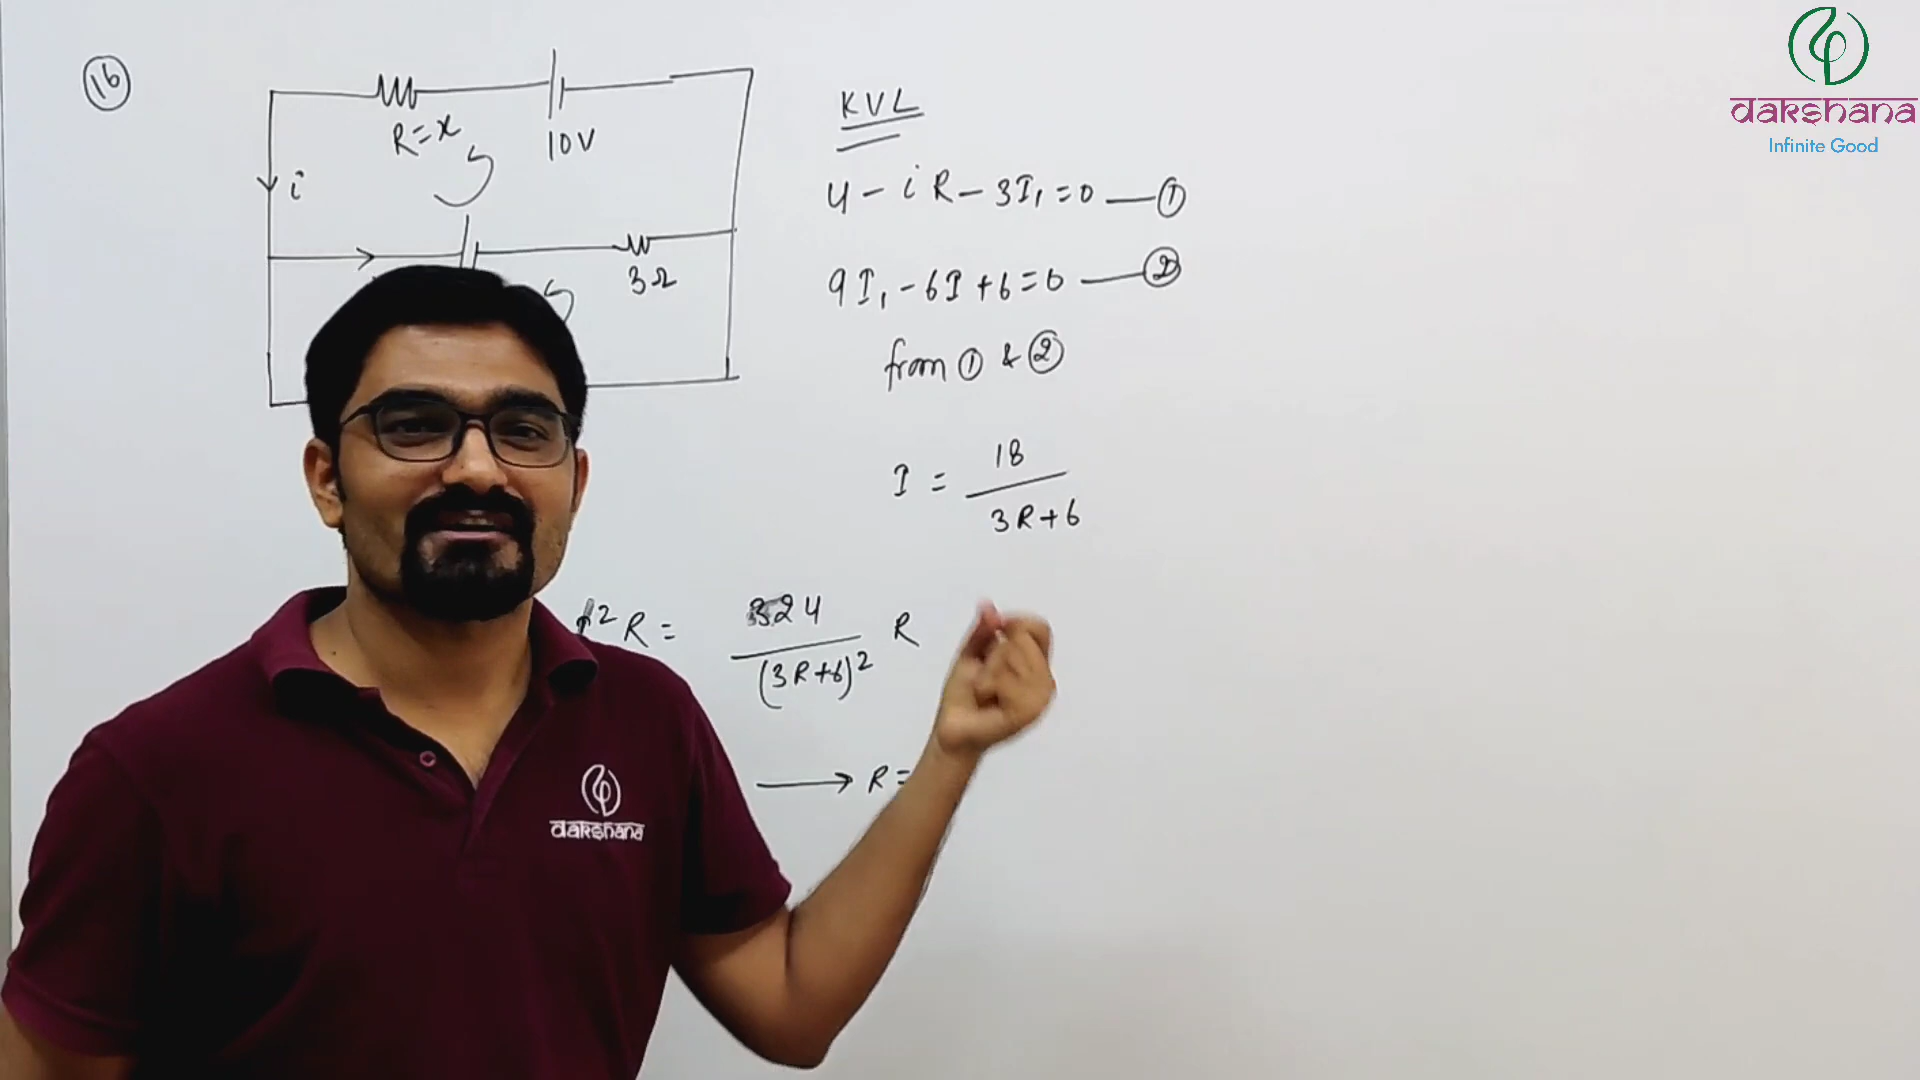 16
R=x
10V
i
3Ω
KVL
4 - iR - 3I₁ = 0 — ①
9I₁ - 6I + 6 = 0 — ②
from ① & ②
I = 18 / 3R+6
²R = 324 / (3R+6)² R
→ R=
dakshana
dakshana
Infinite Good